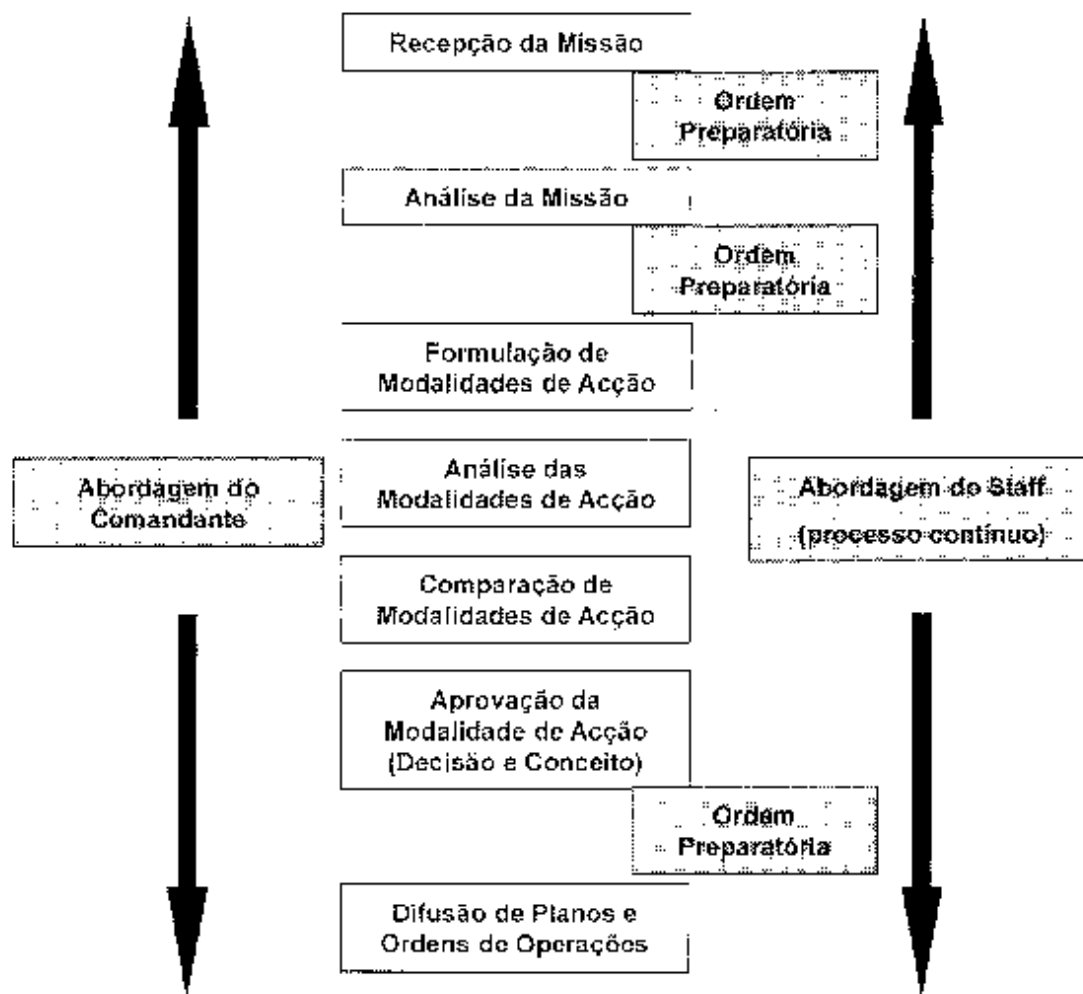 Recepção da Missão
Ordem
Preparatória
Análise da Missão
Ordem
Preparatória
Formulação de
Modalidades de Acção
Abordagem do
Comandante
Análise das
Modalidades de Acção
Abordagem do Staff
(processo contínuo)
Comparação de
Modalidades de Acção
Aprovação da
Modalidade de Acção
(Decisão e Conceito)
Ordem
Preparatória
Difusão de Planos e
Ordens de Operações